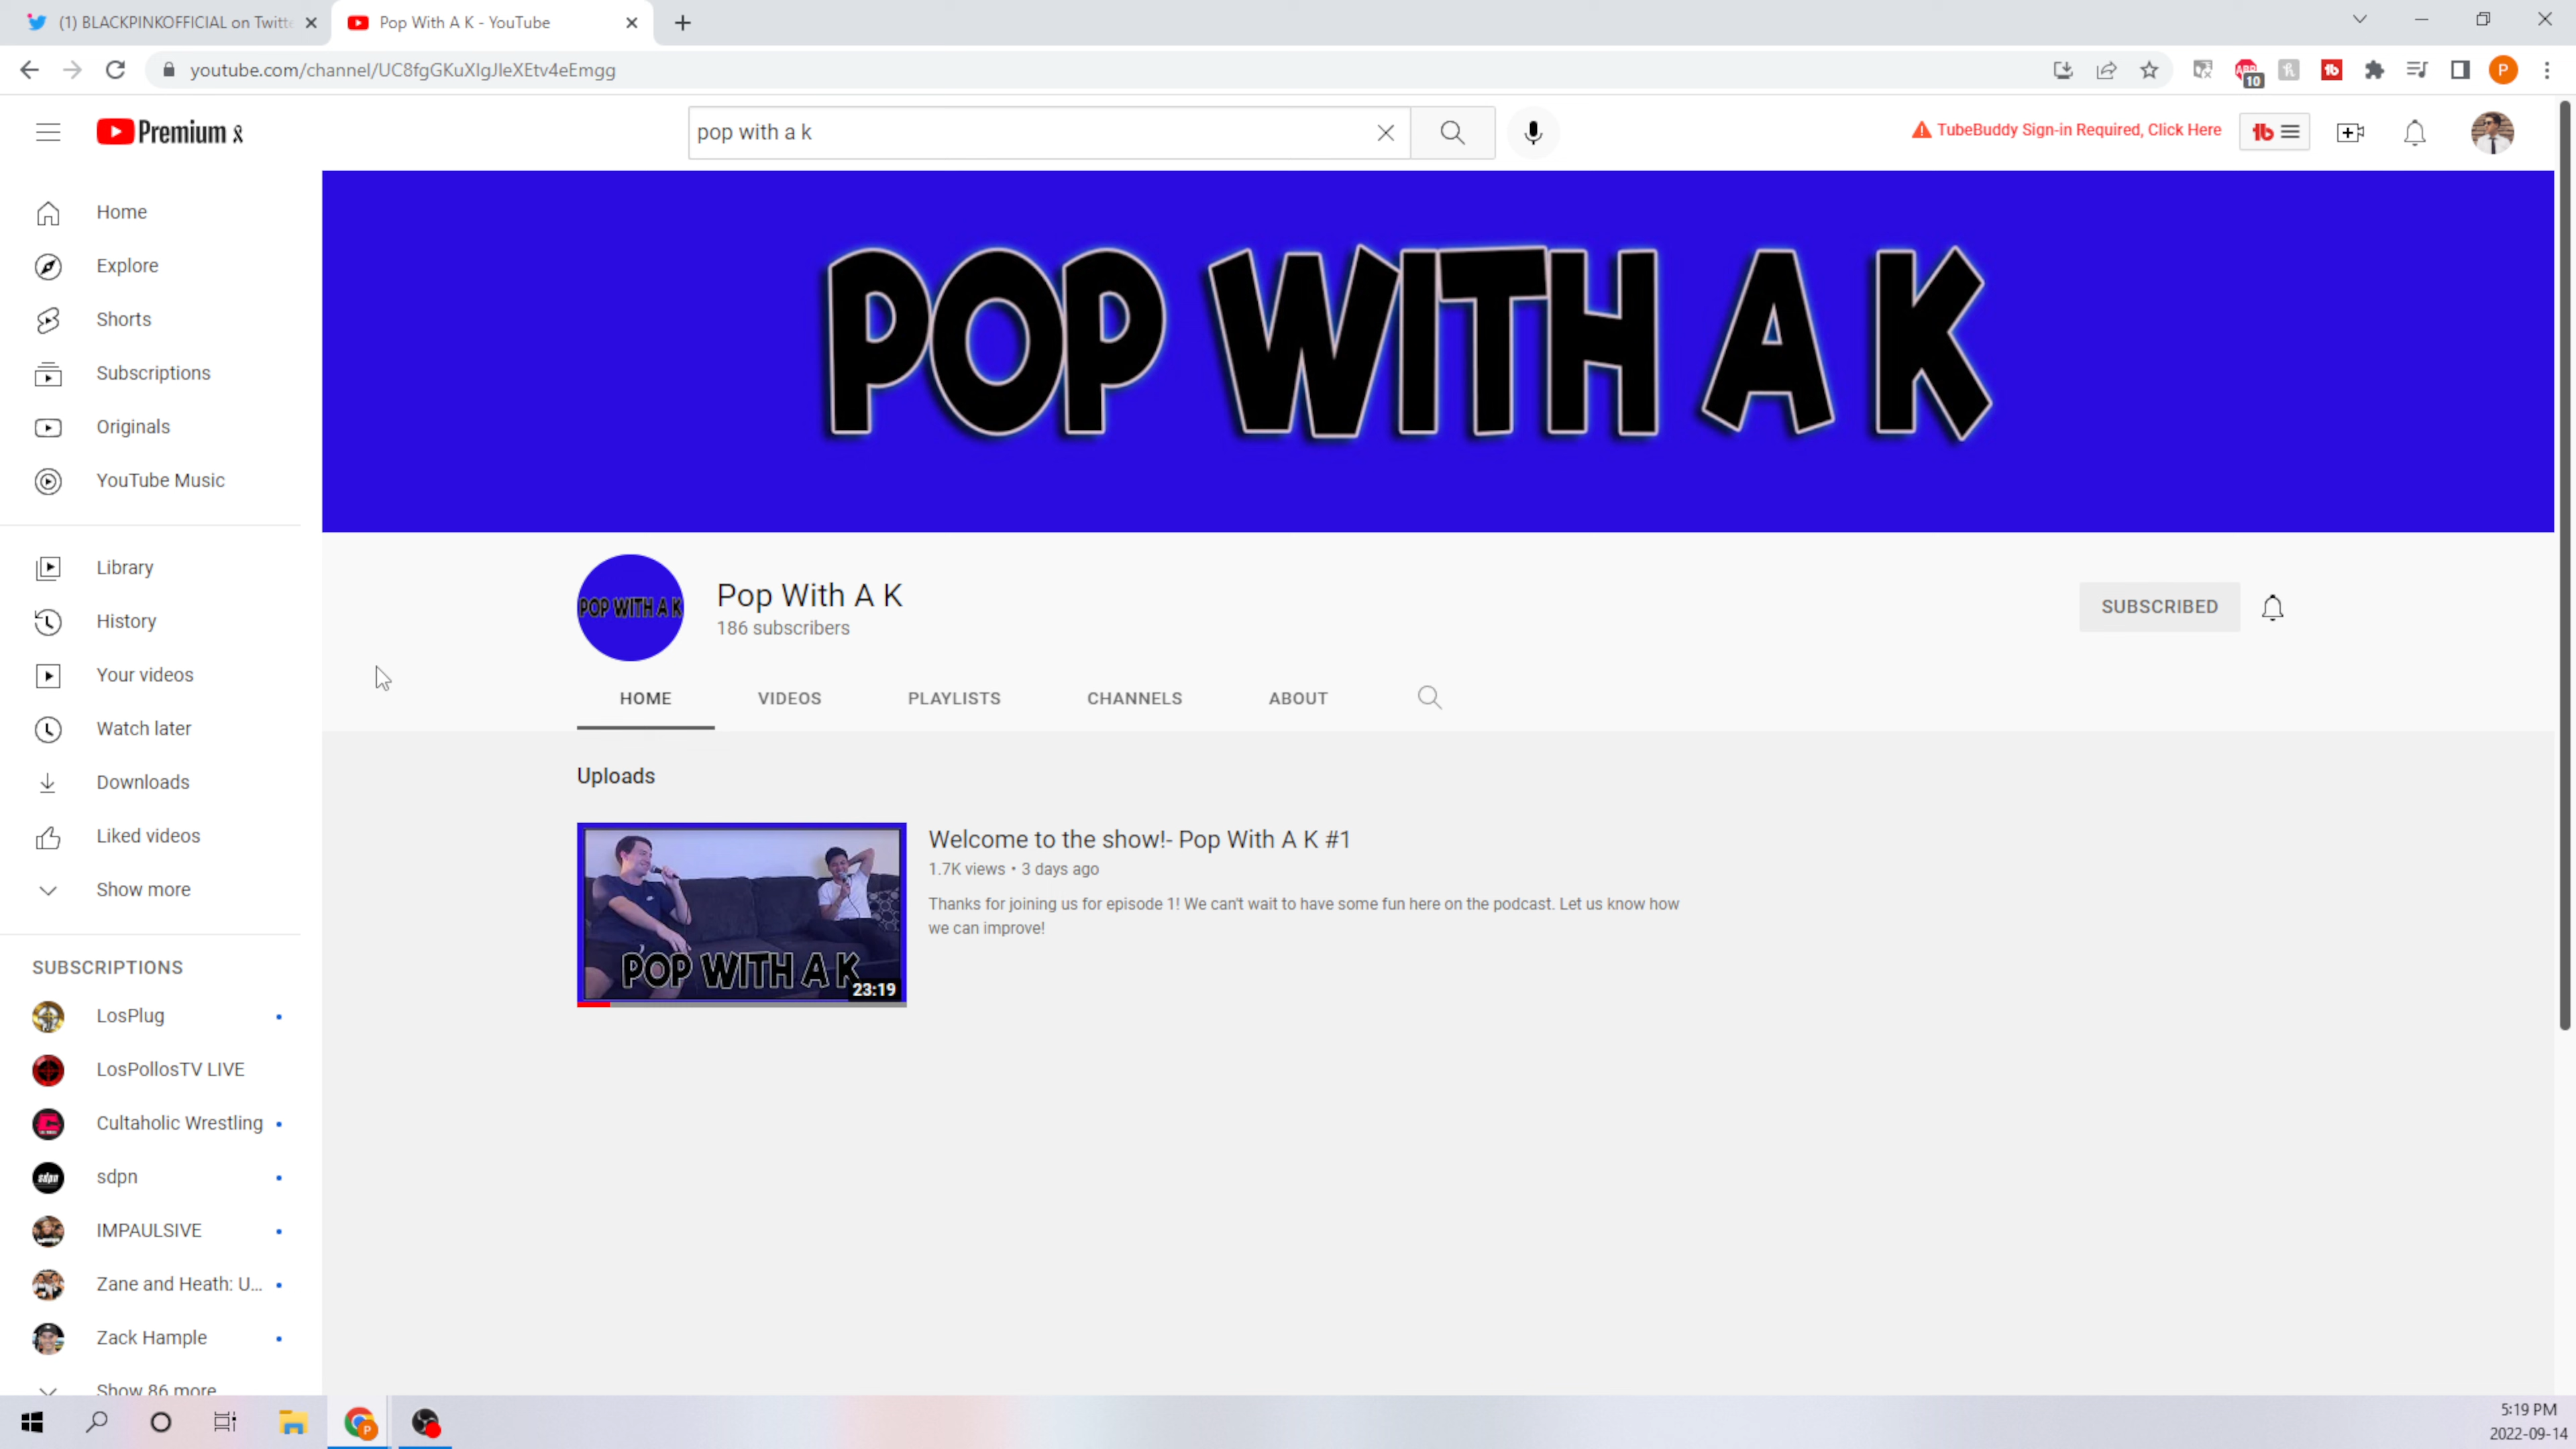 (1) BLACKPINKOFFICIAL on Twitte
Pop With A K - YouTube
youtube.com/channel/UC8fgGKuXIgJleXEtv4eEmgg
10
P
Premium
pop with a k
TubeBuddy Sign-in Required, Click Here
Home
Explore
Shorts
Subscriptions
Originals
YouTube Music
Library
History
Your videos
Watch later
Downloads
Liked videos
Show more
SUBSCRIPTIONS
LosPlug
LosPollosTV LIVE
Cultaholic Wrestling
sdpn
IMPAULSIVE
Zane and Heath: U...
Zack Hample
Show 86 more
POP WITH A K
POP WITH A K
Pop With A K
186 subscribers
SUBSCRIBED
HOME VIDEOS PLAYLISTS CHANNELS ABOUT
Uploads
POP WITH A K
23:19
Welcome to the show!- Pop With A K #1
1.7K views • 3 days ago
Thanks for joining us for episode 1! We can't wait to have some fun here on the podcast. Let us know how
we can improve!
5:19 PM
2022-09-14